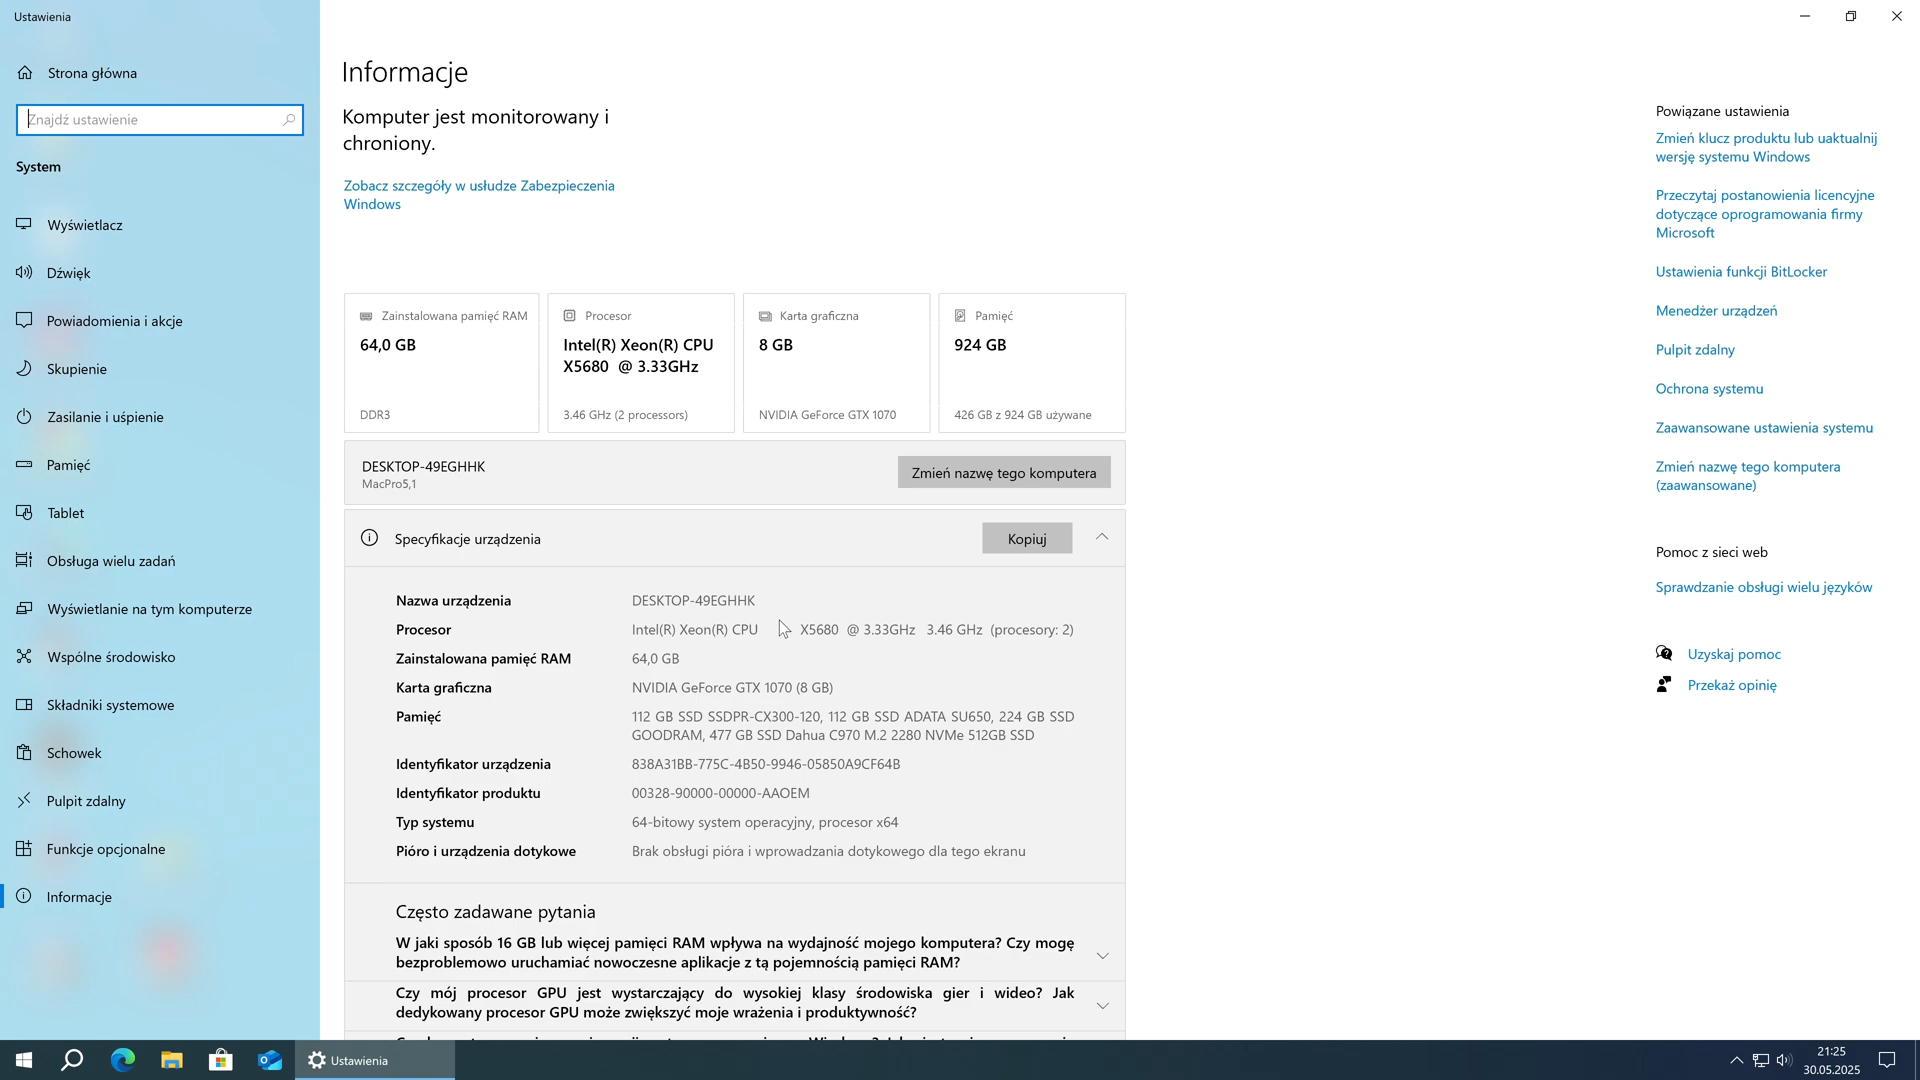 Ustawienia
Strona główna
Znajdź ustawienie
System
Wyświetlacz
Dźwięk
Powiadomienia i akcje
Skupienie
Zasilanie i uśpienie
Pamięć
Tablet
Obsługa wielu zadań
Wyświetlanie na tym komputerze
Wspólne środowisko
Składniki systemowe
Schowek
Pulpit zdalny
Funkcje opcjonalne
Informacje
Informacje
Komputer jest monitorowany i
chroniony.
Zobacz szczegóły w usłudze Zabezpieczenia
Windows
Zainstalowana pamięć RAM
64,0 GB
DDR3
Procesor
Intel(R) Xeon(R) CPU
X5680 @ 3.33GHz
3.46 GHz (2 processors)
Karta graficzna
8 GB
NVIDIA GeForce GTX 1070
Pamięć
924 GB
426 GB z 924 GB używane
DESKTOP-49EGHHK
MacPro5,1
Zmień nazwę tego komputera
Specyfikacje urządzenia
Kopiuj
Nazwa urządzenia DESKTOP-49EGHHK
Procesor Intel(R) Xeon(R) CPU X5680 @ 3.33GHz 3.46 GHz (procesory: 2)
Zainstalowana pamięć RAM 64,0 GB
Karta graficzna NVIDIA GeForce GTX 1070 (8 GB)
Pamięć 112 GB SSD SSDPR-CX300-120, 112 GB SSD ADATA SU650, 224 GB SSD
GOODRAM, 477 GB SSD Dahua C970 M.2 2280 NVMe 512GB SSD
Identyfikator urządzenia 838A31BB-775C-4B50-9946-05850A9CF64B
Identyfikator produktu 00328-90000-00000-AAOEM
Typ systemu 64-bitowy system operacyjny, procesor x64
Pióro i urządzenia dotykowe Brak obsługi pióra i wprowadzania dotykowego dla tego ekranu
Często zadawane pytania
W jaki sposób 16 GB lub więcej pamięci RAM wpływa na wydajność mojego komputera? Czy mogę
bezproblemowo uruchamiać nowoczesne aplikacje z tą pojemnością pamięci RAM?
Czy mój procesor GPU jest wystarczający do wysokiej klasy środowiska gier i wideo? Jak
dedykowany procesor GPU może zwiększyć moje wrażenia i produktywność?
Powiązane ustawienia
Zmień klucz produktu lub uaktualnij
wersję systemu Windows
Przeczytaj postanowienia licencyjne
dotyczące oprogramowania firmy
Microsoft
Ustawienia funkcji BitLocker
Menedżer urządzeń
Pulpit zdalny
Ochrona systemu
Zaawansowane ustawienia systemu
Zmień nazwę tego komputera
(zaawansowane)
Pomoc z sieci web
Sprawdzanie obsługi wielu języków
Uzyskaj pomoc
Przekaż opinię
Ustawienia
21:25
30.05.2025